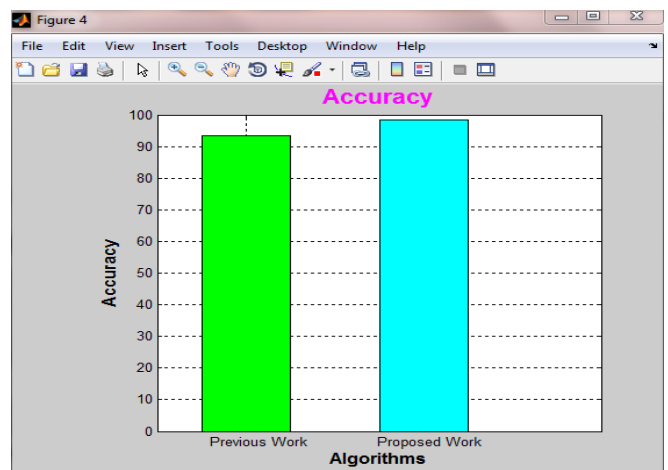 Figure 4
File Edit View Insert Tools Desktop Window Help
Accuracy
100
90
80
70
60
50
40
30
20
10
0
Accuracy
Previous Work Proposed Work
Algorithms